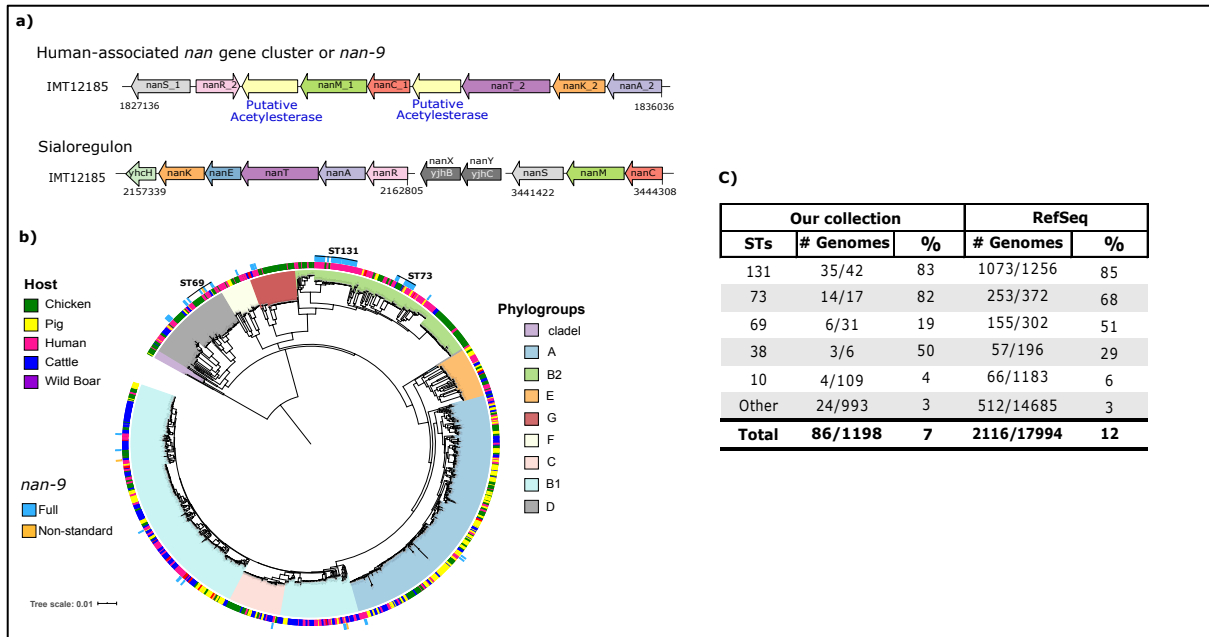 a)
Human-associated nan gene cluster or nan-9
IMT12185
nanS_1 nanR_2 nanM_1 nanC_1 nanT_2 nanK_2 nanA_2
1827136 1836036
Putative Acetylesterase
Putative Acetylesterase
Sialoregulon
IMT12185
yhcH nanK nanE nanT nanA nanR
nanX nanY
yjhB yjhC
nanS nanM nanC
2157339 2162805 3441422 3444308
b)
ST69
ST131
ST73
Host
Chicken
Pig
Human
Cattle
Wild Boar
nan-9
Full
Non-standard
Tree scale: 0.01
Phylogroups
cladeI
A
B2
E
G
F
C
B1
D
C)
Our collection RefSeq
STs # Genomes % # Genomes %
131 35/42 83 1073/1256 85
73 14/17 82 253/372 68
69 6/31 19 155/302 51
38 3/6 50 57/196 29
10 4/109 4 66/1183 6
Other 24/993 3 512/14685 3
Total 86/1198 7 2116/17994 12